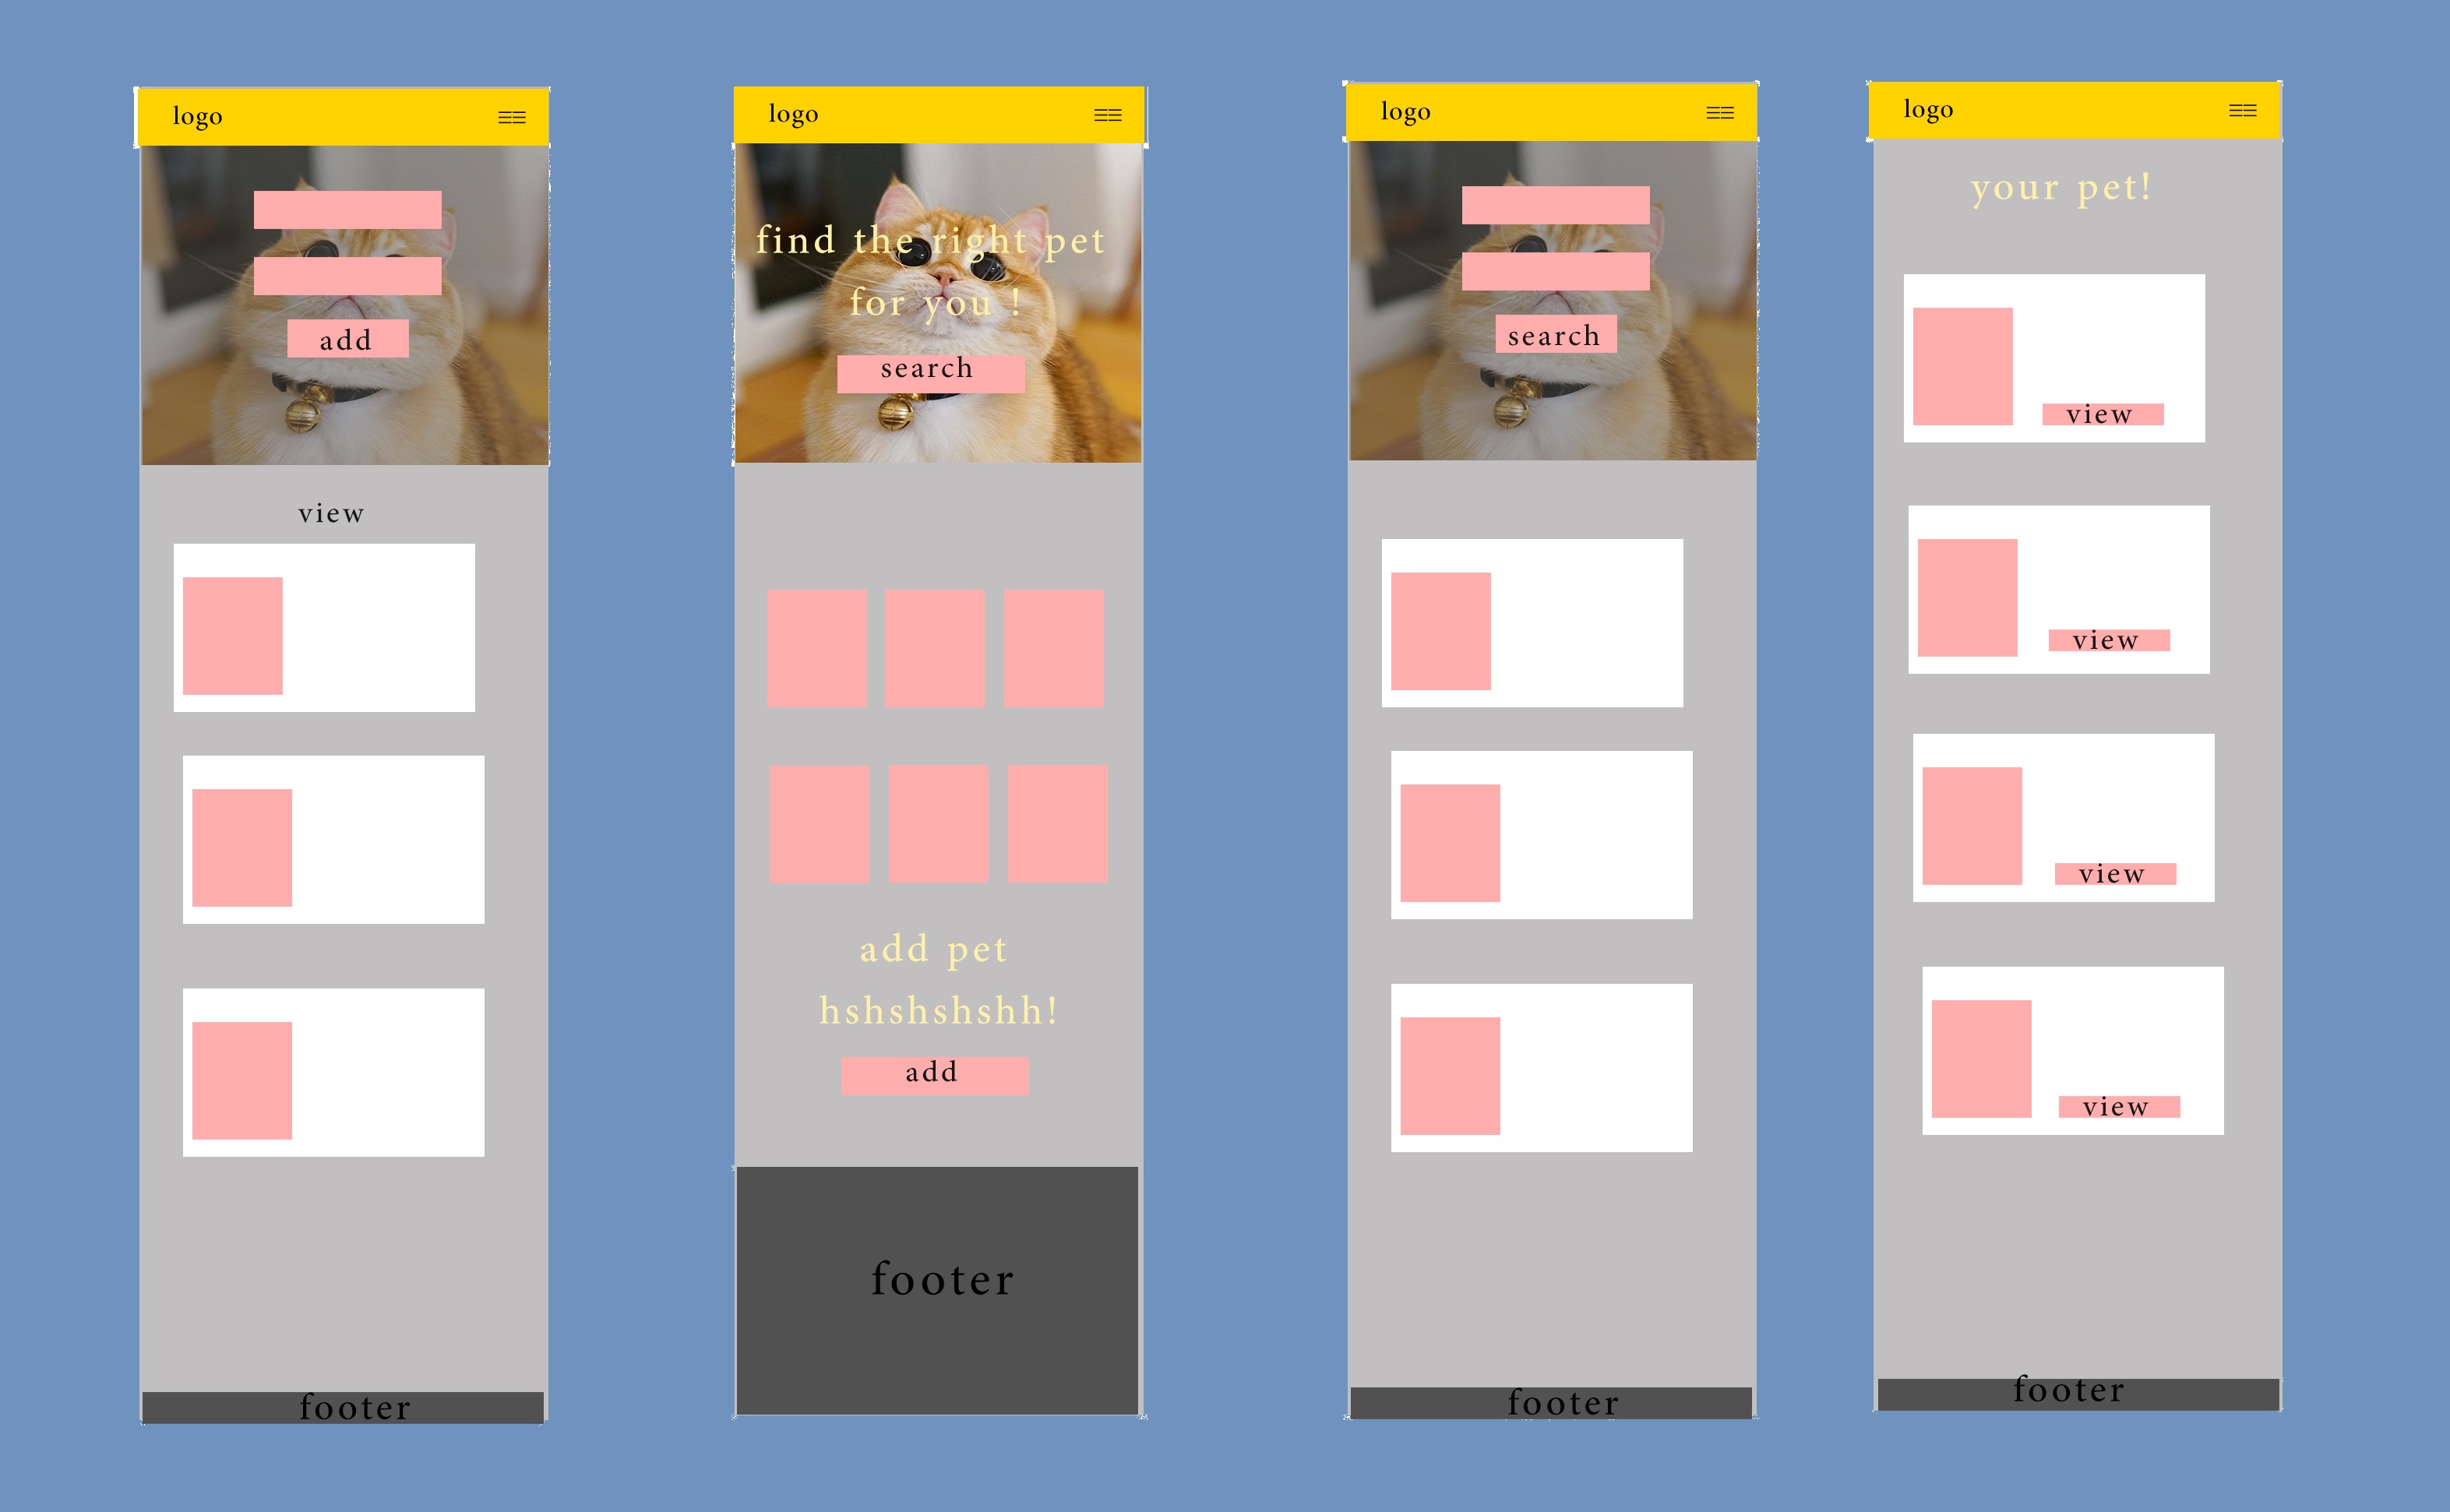 logo
add
view
footer
logo
find the right pet
for you !
search
add pet
hshshshshh!
add
footer
logo
search
footer
logo
your pet!
view
view
view
view
footer